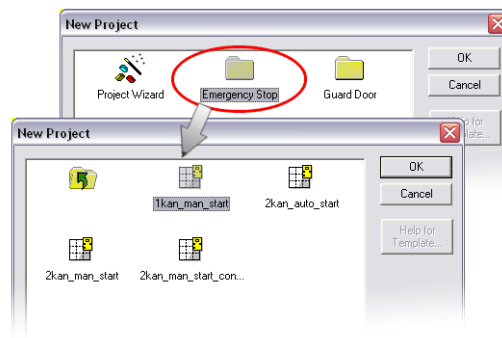 New Project
Project Wizard
Emergency Stop
Guard Door
OK
Cancel
New Project
1kan_man_start
2kan_auto_start
2kan_man_start
2kan_man_start_con...
OK
Cancel
Help for
Template...